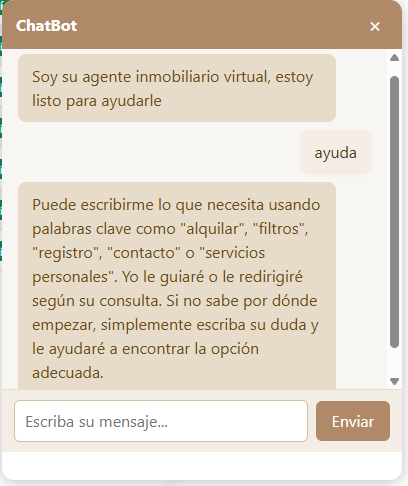 ChatBot ×
Soy su agente inmobiliario virtual, estoy
listo para ayudarle
ayuda
Puede escribirme lo que necesita usando
palabras clave como "alquilar", "filtros",
"registro", "contacto" o "servicios
personales". Yo le guiaré o le redirigiré
según su consulta. Si no sabe por dónde
empezar, simplemente escriba su duda y
le ayudaré a encontrar la opción
adecuada.
Escriba su mensaje...
Enviar